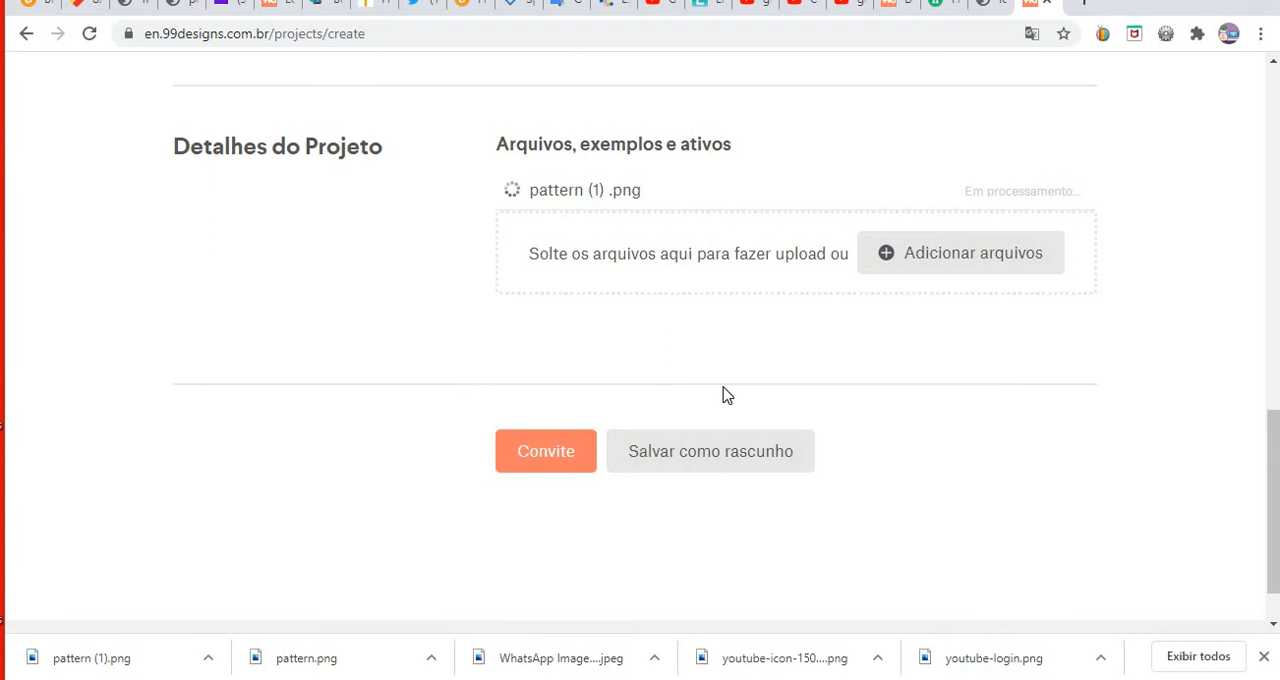 en.99designs.com.br/projects/create
Detalhes do Projeto
Arquivos, exemplos e ativos
pattern (1) .png
Em processamento...
Solte os arquivos aqui para fazer upload ou
Adicionar arquivos
Convite
Salvar como rascunho
pattern (1).png
pattern.png
WhatsApp Image....jpeg
youtube-icon-150....png
youtube-login.png
Exibir todos